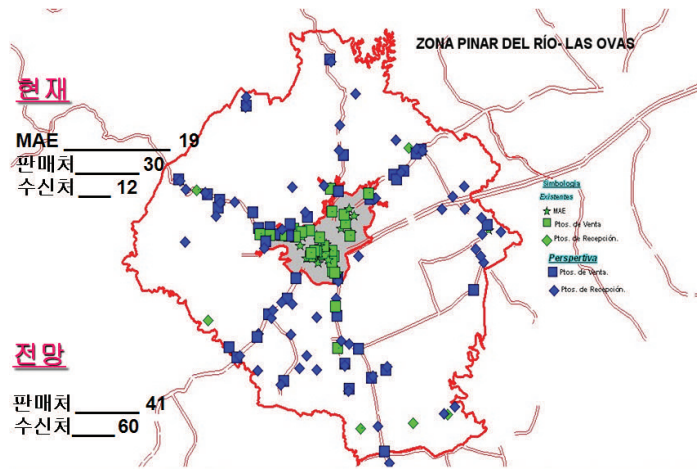 ZONA PINAR DEL RÍO- LAS OVAS
현재
MAE 19
판매처 30
수신처 12
Simbología
Existentes
MAE
Ptos. de Venta
Ptos. de Recepción.
Perspertiva
Ptos. de Venta.
Ptos. de Recepción.
전망
판매처 41
수신처 60